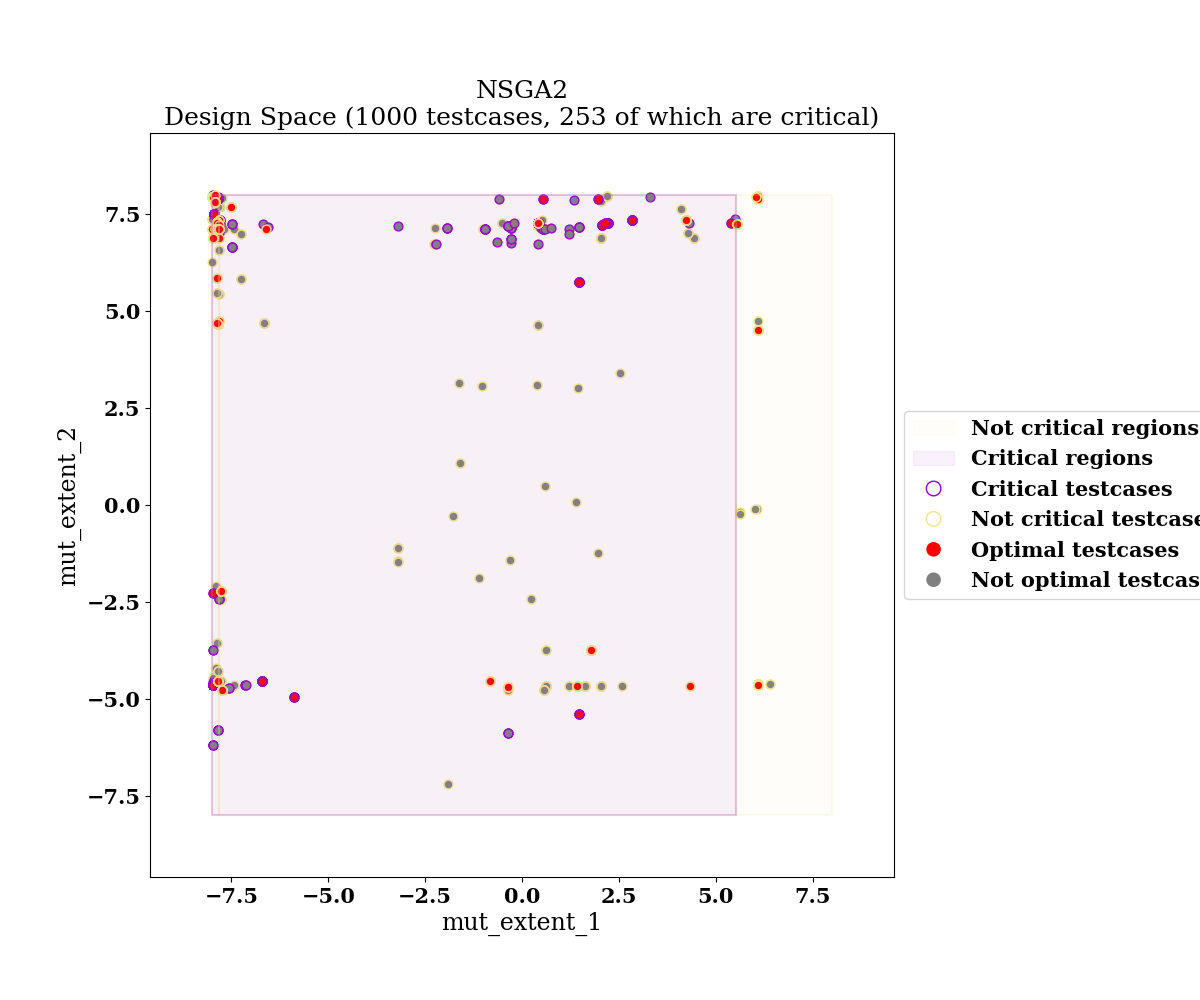 NSGA2
Design Space (1000 testcases, 253 of which are critical)
7.5
5.0
2.5
0.0
−2.5
−5.0
−7.5
mut_extent_2
−7.5
−5.0
−2.5
0.0
2.5
5.0
7.5
mut_extent_1
Not critical regions
Critical regions
Critical testcases
Not critical testcase
Optimal testcases
Not optimal testcas